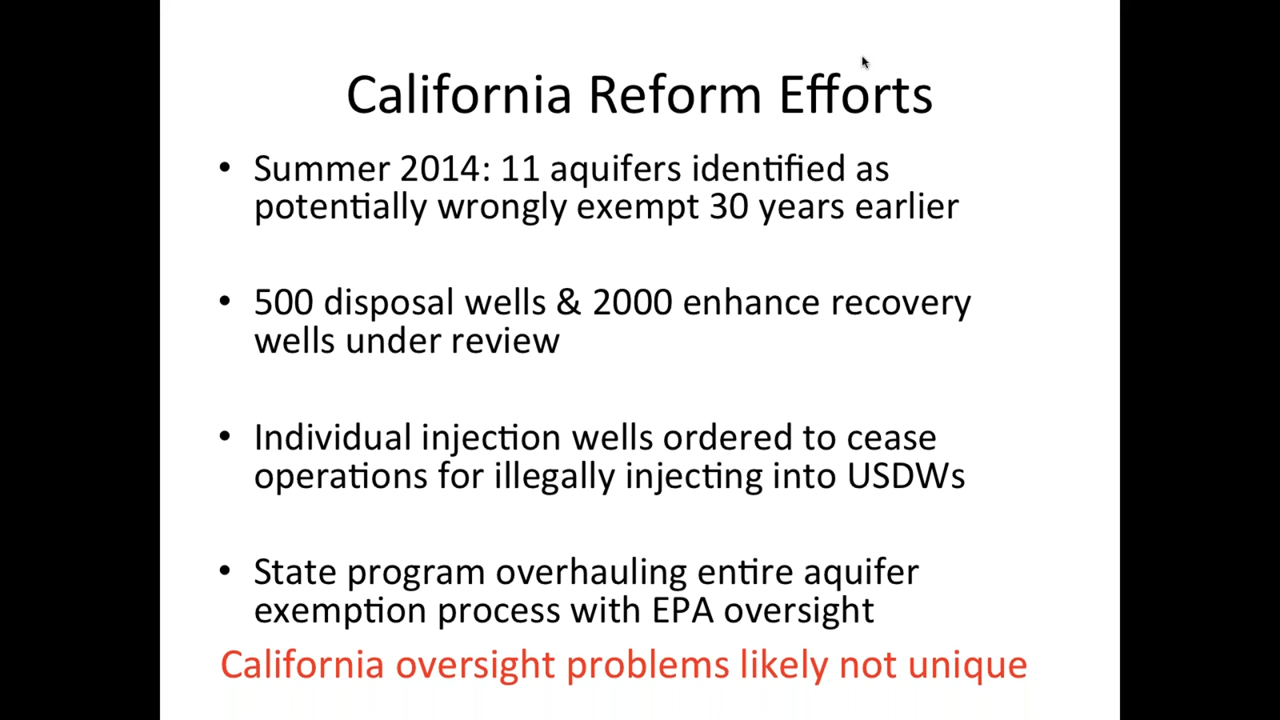 California Reform Efforts
• Summer 2014: 11 aquifers identified as
potentially wrongly exempt 30 years earlier
• 500 disposal wells & 2000 enhance recovery
wells under review
• Individual injection wells ordered to cease
operations for illegally injecting into USDWs
• State program overhauling entire aquifer
exemption process with EPA oversight
California oversight problems likely not unique